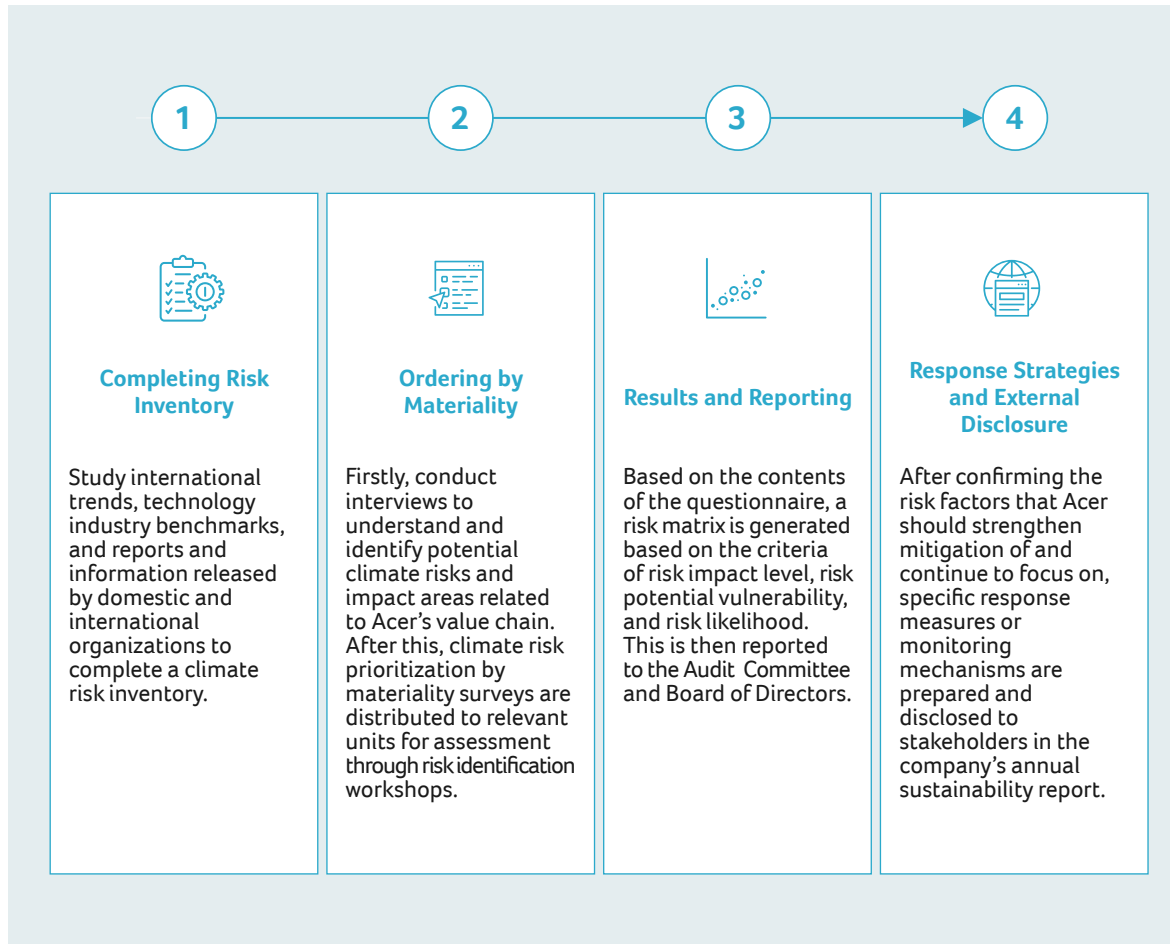 1
2
3
4
Completing Risk
Inventory
Study international
trends, technology
industry benchmarks,
and reports and
information released
by domestic and
international
organizations to
complete a climate
risk inventory.
Ordering by
Materiality
Firstly, conduct
interviews to
understand and
identify potential
climate risks and
impact areas related
to Acer's value chain.
After this, climate risk
prioritization by
materiality surveys are
distributed to relevant
units for assessment
through risk identification
workshops.
Results and Reporting
Based on the contents
of the questionnaire, a
risk matrix is generated
based on the criteria
of risk impact level, risk
potential vulnerability,
and risk likelihood.
This is then reported
to the Audit Committee
and Board of Directors.
Response Strategies
and External
Disclosure
After confirming the
risk factors that Acer
should strengthen
mitigation of and
continue to focus on,
specific response
measures or
monitoring
mechanisms are
prepared and
disclosed to
stakeholders in the
company's annual
sustainability report.